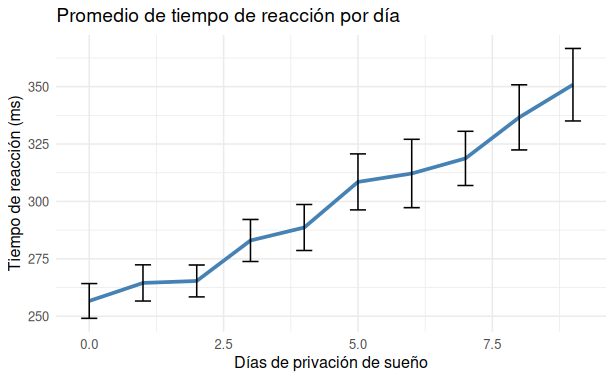 Promedio de tiempo de reacción por día
Tiempo de reacción (ms)
350
325
300
275
250
0.0 2.5 5.0 7.5
Días de privación de sueño